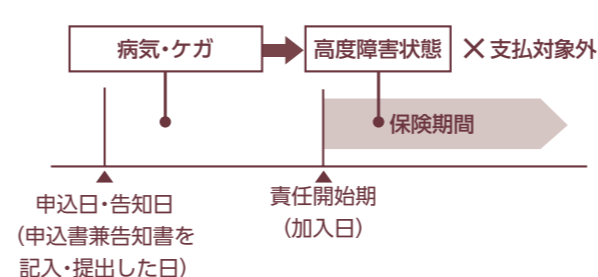 病気・ケガ
高度障害状態
×支払対象外
保険期間
申込日・告知日
(申込書兼告知書を
記入・提出した日)
責任開始期
(加入日)